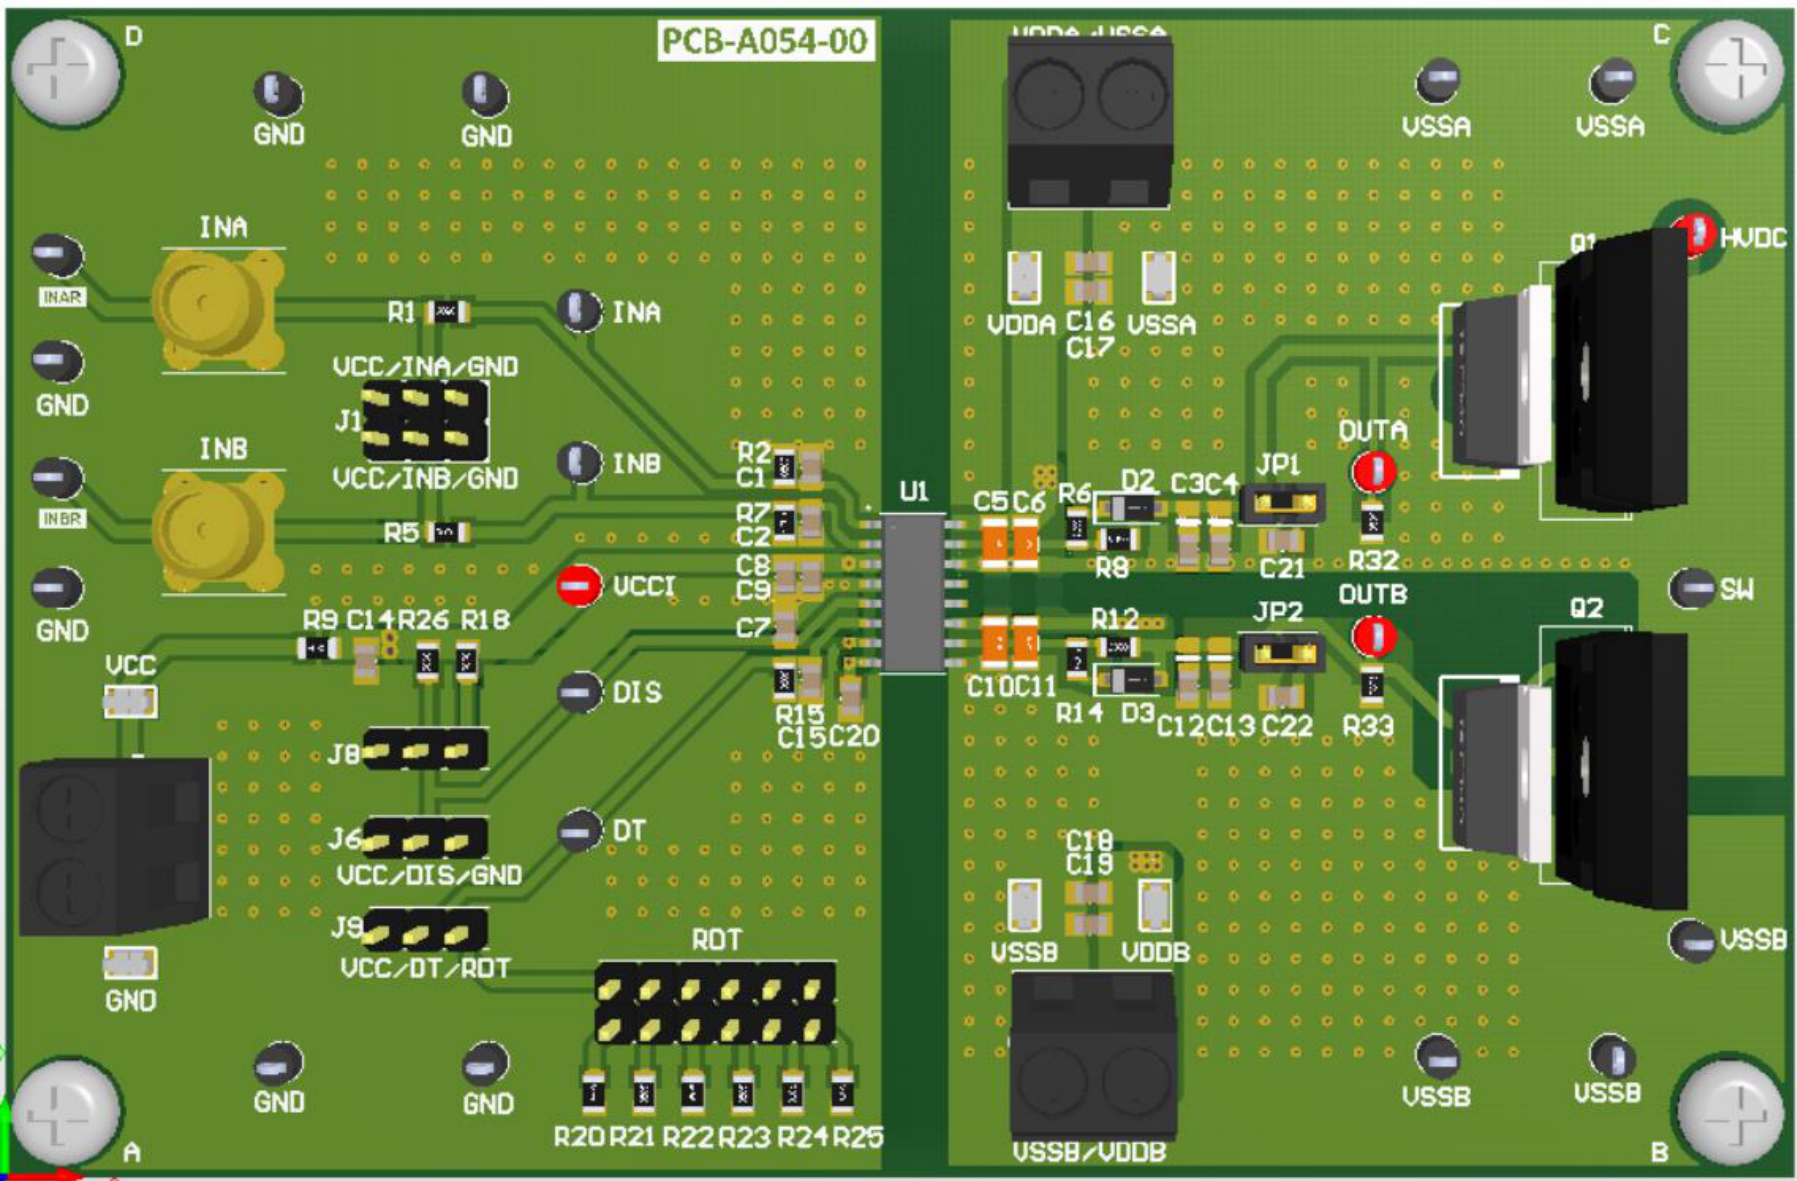 D
PCB-A054-00
VDDA/VSSA
C
GND
GND
VSSA
VSSA
INA
HVDC
Q1
INAR
R1
INA
VDDA
C16
VSSA
C17
VCC/INA/GND
GND
J1
OUTA
INB
INB
R2
JP1
VCC/INB/GND
C1
U1
C5
C6
R6
D2
C3
C4
INBR
R7
R5
C2
R8
C21
R32
C8
VCCI
C9
OUTB
SW
Q2
GND
R9
C14
R26
R18
C7
R12
JP2
VCC
DIS
C10
C11
R14
D3
C12
C13
C22
R33
R15
C15
C20
J8
DT
J6
C18
C19
VCC/DIS/GND
J9
RDT
VSSB
VDDB
VSSB
VCC/DT/RDT
GND
GND
GND
VSSB
VSSB
R20
R21
R22
R23
R24
R25
A
VSSB/VDDB
B